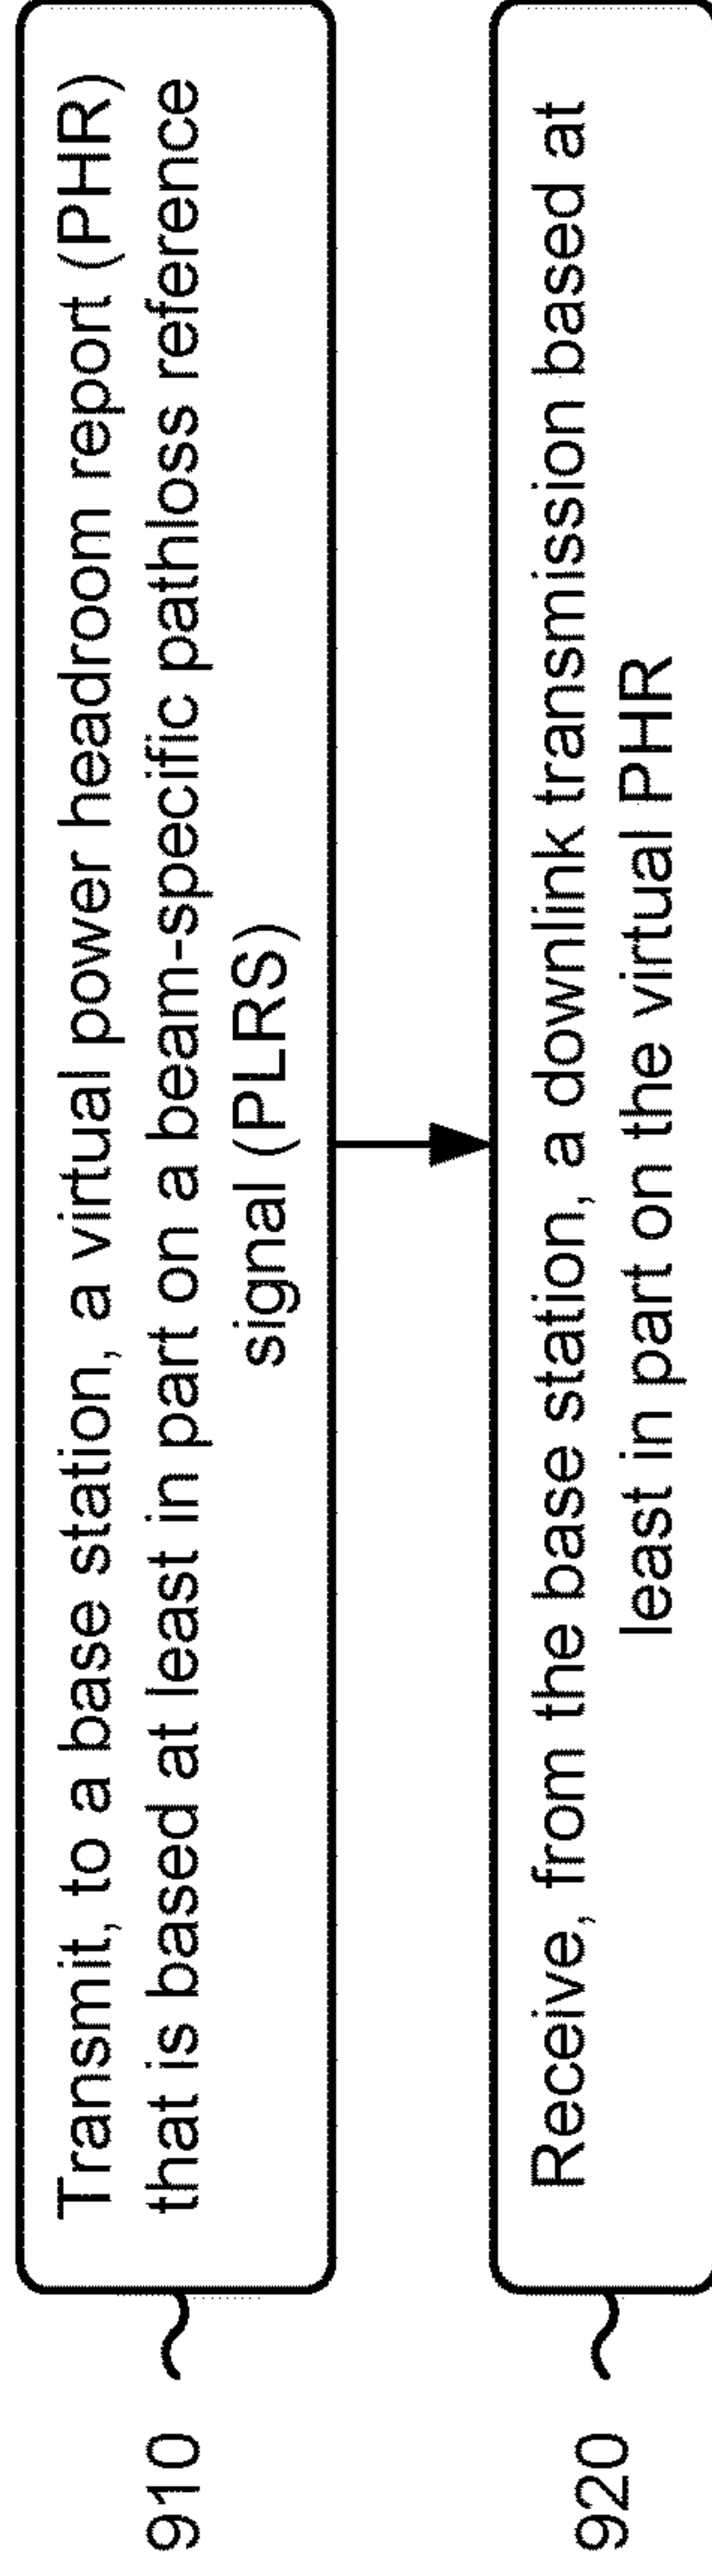 910
Transmit, to a base station, a virtual power headroom report (PHR)
that is based at least in part on a beam-specific pathloss reference
signal (PLRS)
920
Receive, from the base station, a downlink transmission based at
least in part on the virtual PHR